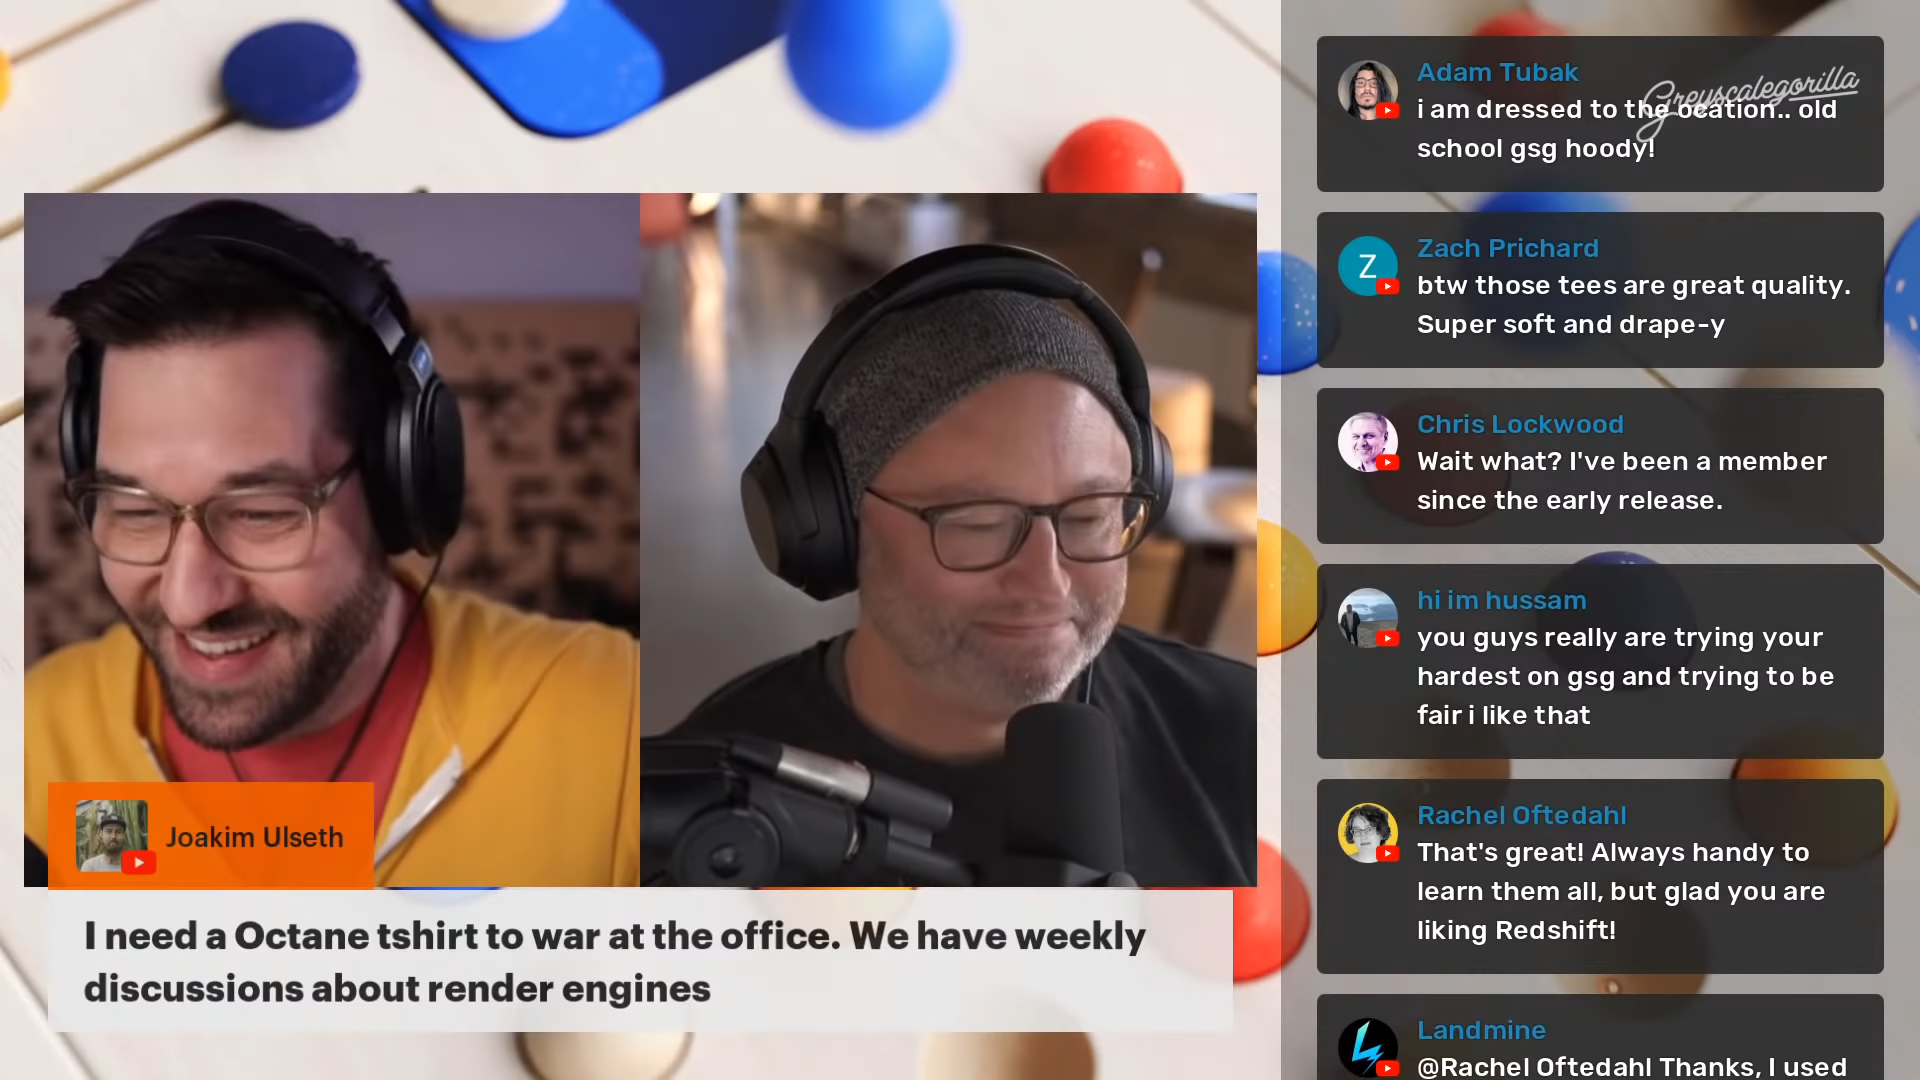 Greyscalegorilla
Adam Tubak
i am dressed to the ocation.. old
school gsg hoody!
Z
Zach Prichard
btw those tees are great quality.
Super soft and drape-y
Chris Lockwood
Wait what? I've been a member
since the early release.
hi im hussam
you guys really are trying your
hardest on gsg and trying to be
fair i like that
Rachel Oftedahl
That's great! Always handy to
learn them all, but glad you are
liking Redshift!
Landmine
@Rachel Oftedahl Thanks, I used
Joakim Ulseth
I need a Octane tshirt to war at the office. We have weekly
discussions about render engines